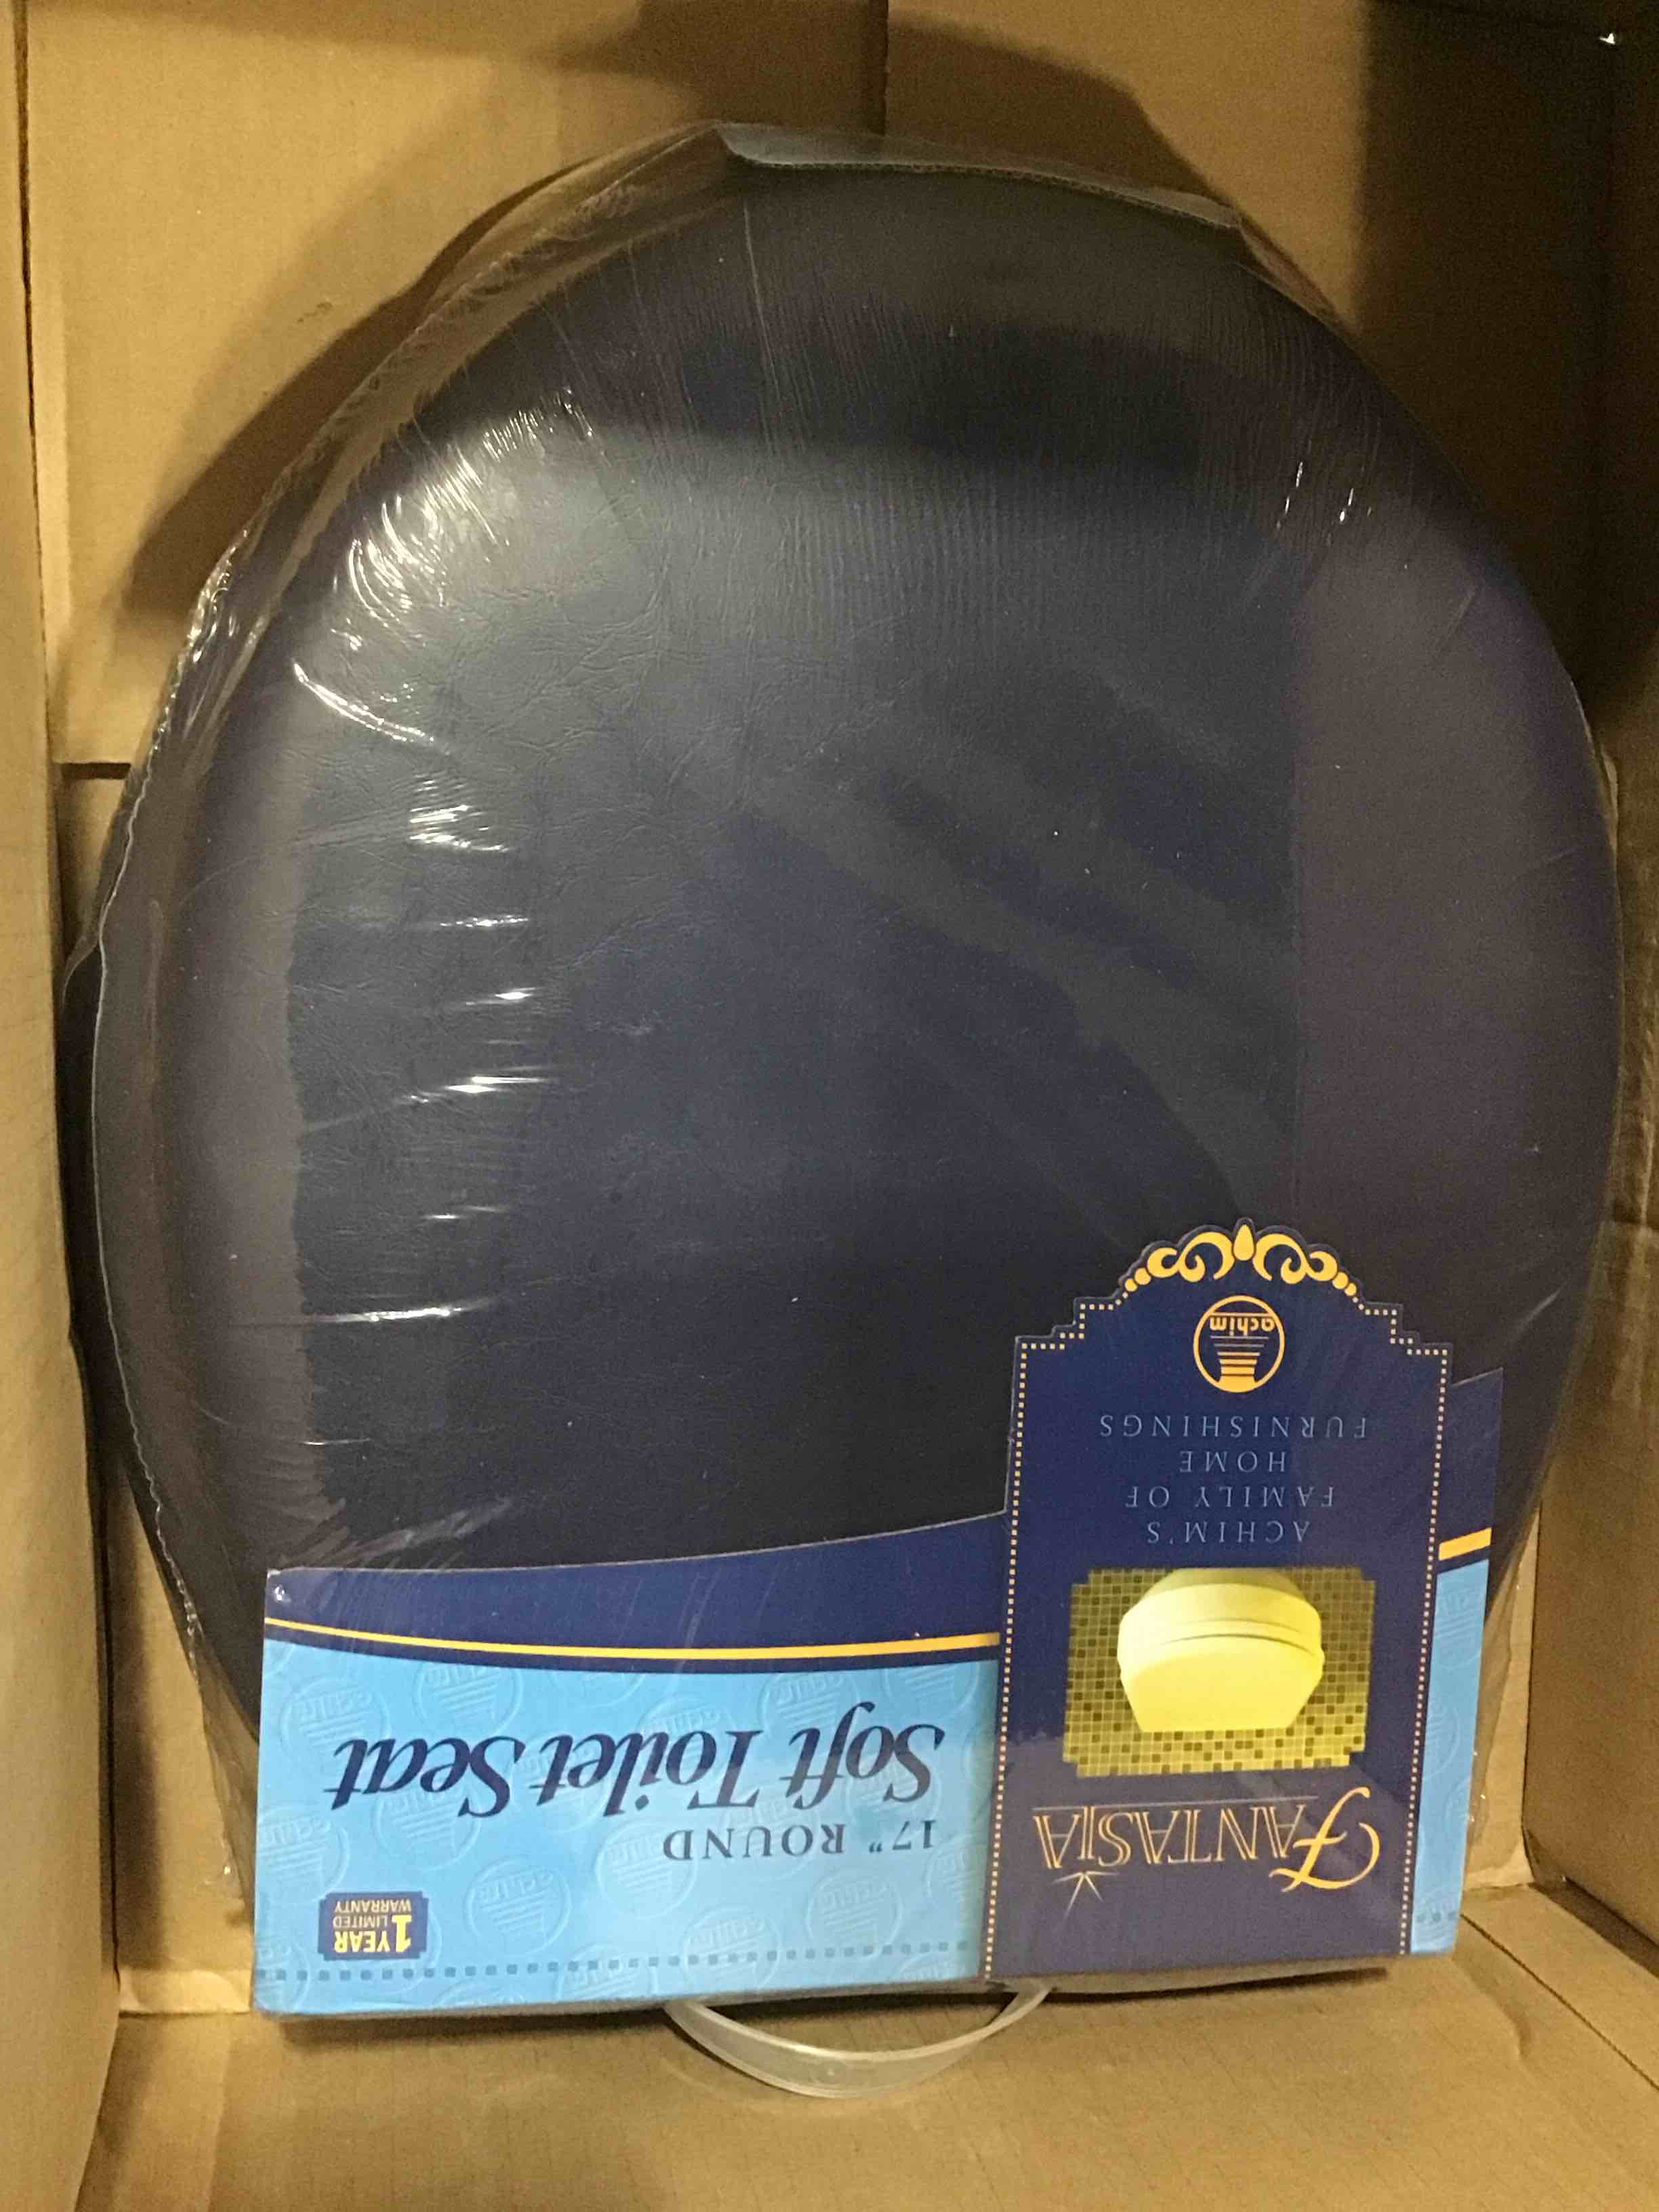 FANTASIA
ACHIM'S
FAMILY OF
HOME
FURNISHINGS
achim
1 YEAR
LIMITED
WARRANTY
17" ROUND
Soft Toilet Seat